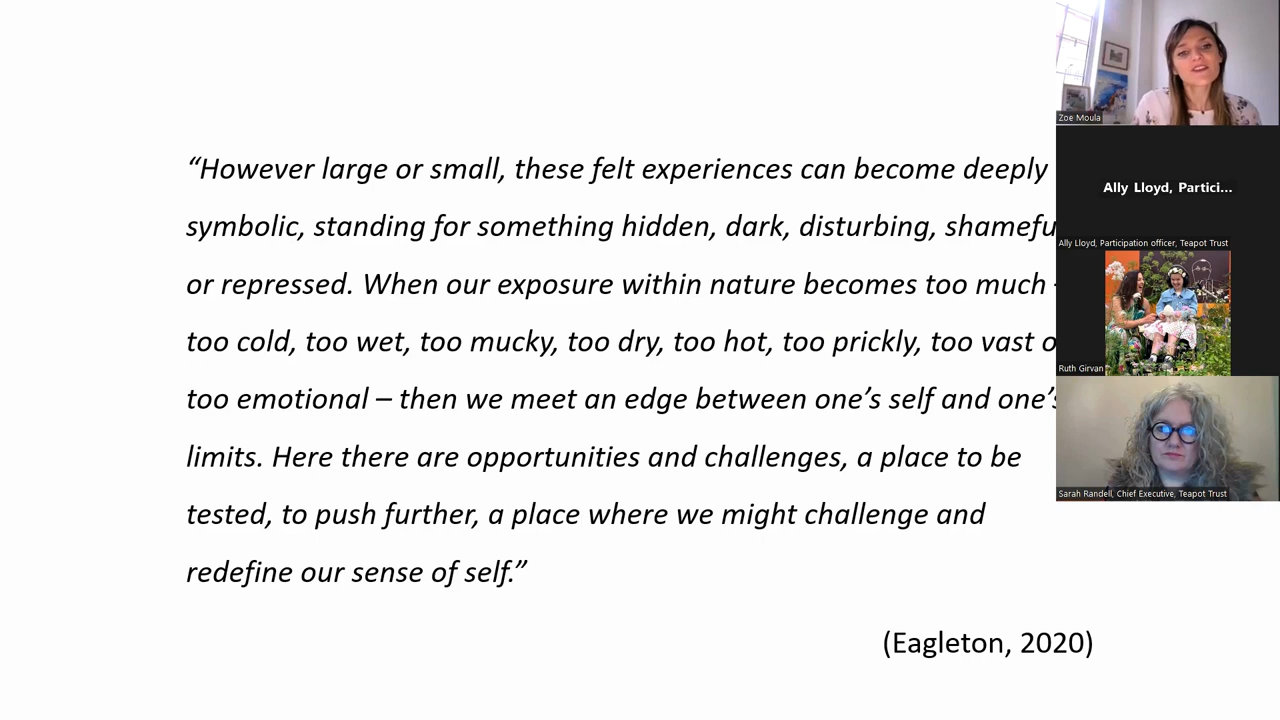 “However large or small, these felt experiences can become deeply
symbolic, standing for something hidden, dark, disturbing,
or repressed. When our exposure within nature becomes too much
too cold, too wet, too mucky, too dry, too hot, too prickly, too vast
too emotional – then we meet an edge between one’s self and
limits. Here there are opportunities and challenges, a place to be
tested, to push further, a place where we might challenge and
redefine our sense of self.”
(Eagleton, 2020)
Zoe Moula
Ally Lloyd, Partici...
Ally Lloyd, Participation officer, Teapot Trust
Ruth Girvan
Sarah Randell, Chief Executive, Teapot Trust